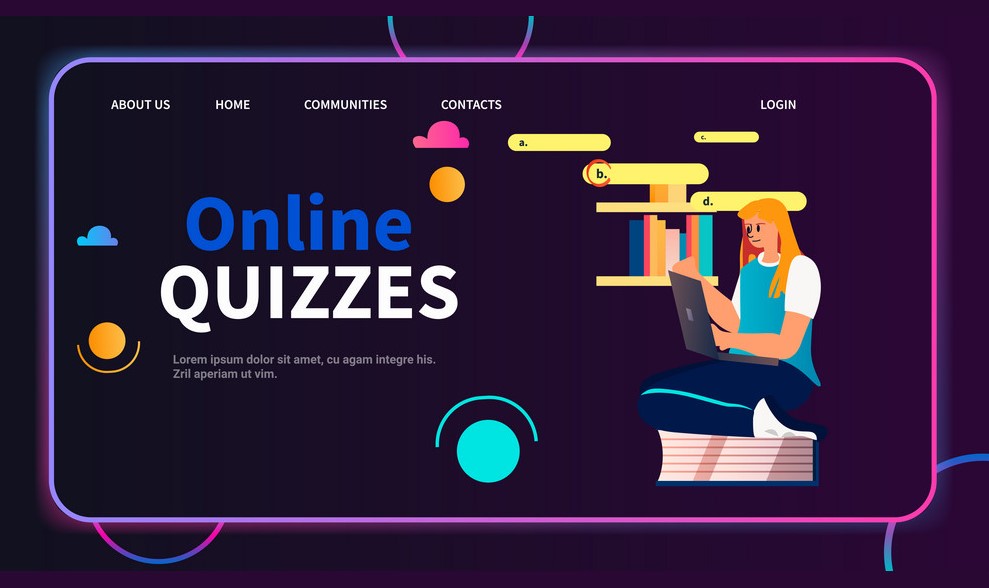 ABOUT US
HOME
COMMUNITIES
CONTACTS
LOGIN
a.
c.
b.
d.
Online
QUIZZES
Lorem ipsum dolor sit amet, cu agam integre his.
Zril aperiam ut vim.